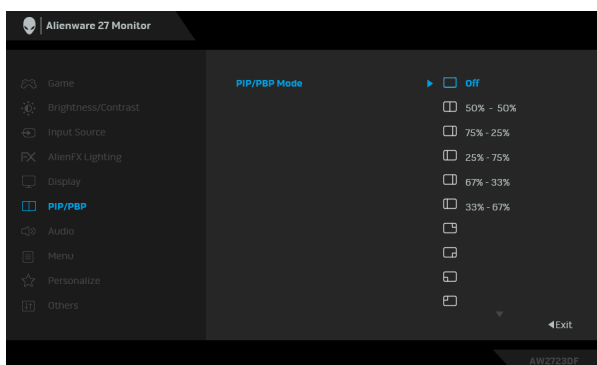 Alienware 27 Monitor
Game
PIP/PBP Mode
Off
Brightness/Contrast
50% - 50%
Input Source
75% - 25%
FX AlienFX Lighting
25% - 75%
Display
67% - 33%
PIP/PBP
33% - 67%
Audio
Menu
Personalize
Others
Exit
AW2723DF